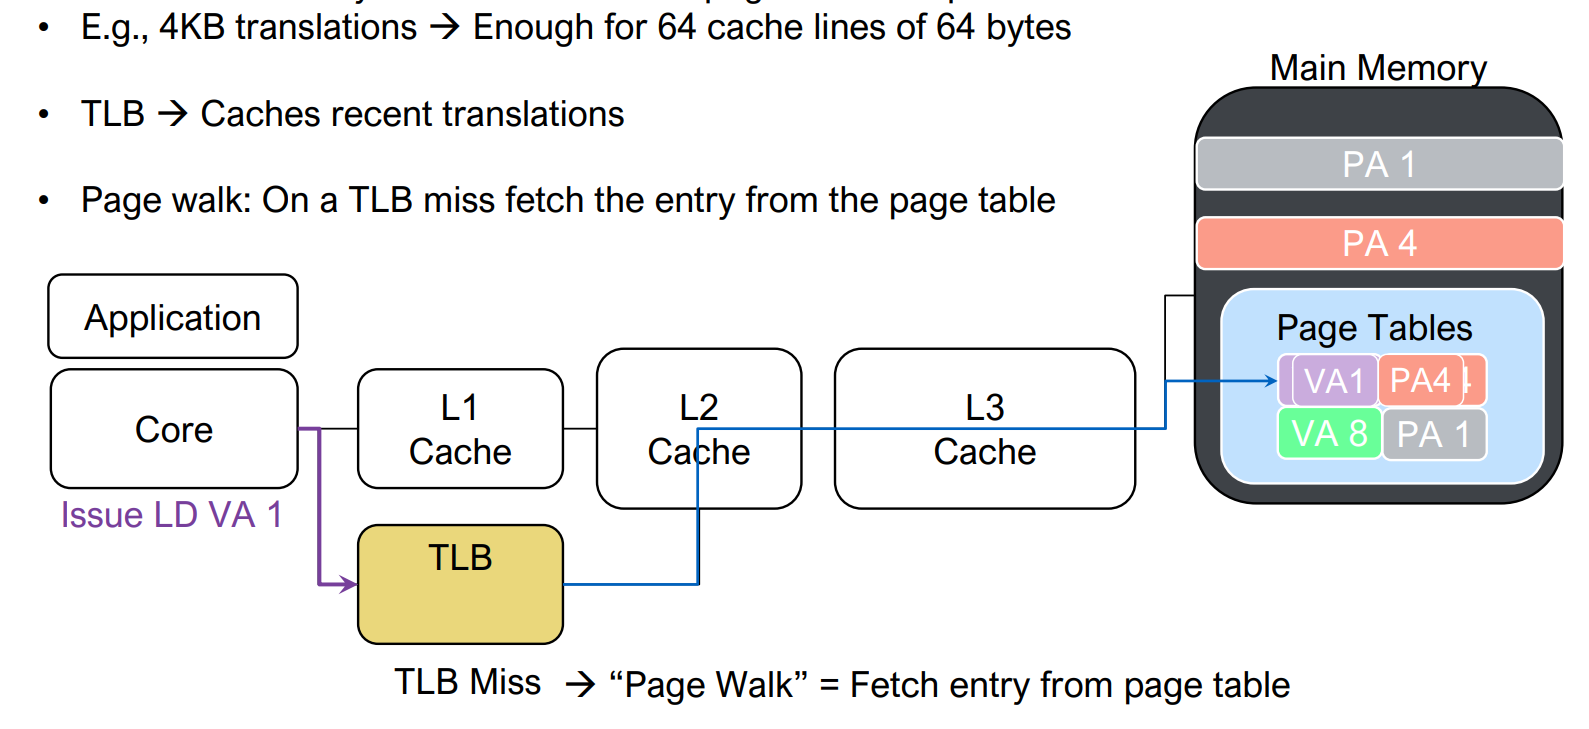 • E.g., 4KB translations → Enough for 64 cache lines of 64 bytes
• TLB → Caches recent translations
• Page walk: On a TLB miss fetch the entry from the page table
Main Memory
PA 1
PA 4
Page Tables
VA1 PA4
VA 8 PA 1
Application
Core
L1
Cache
L2
Cache
L3
Cache
Issue LD VA 1
TLB
TLB Miss → “Page Walk” = Fetch entry from page table